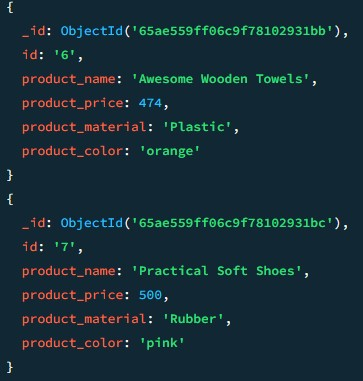 {
  _id: ObjectId('65ae559ff06c9f78102931bb'),
  id: '6',
  product_name: 'Awesome Wooden Towels',
  product_price: 474,
  product_material: 'Plastic',
  product_color: 'orange'
}
{
  _id: ObjectId('65ae559ff06c9f78102931bc'),
  id: '7',
  product_name: 'Practical Soft Shoes',
  product_price: 500,
  product_material: 'Rubber',
  product_color: 'pink'
}